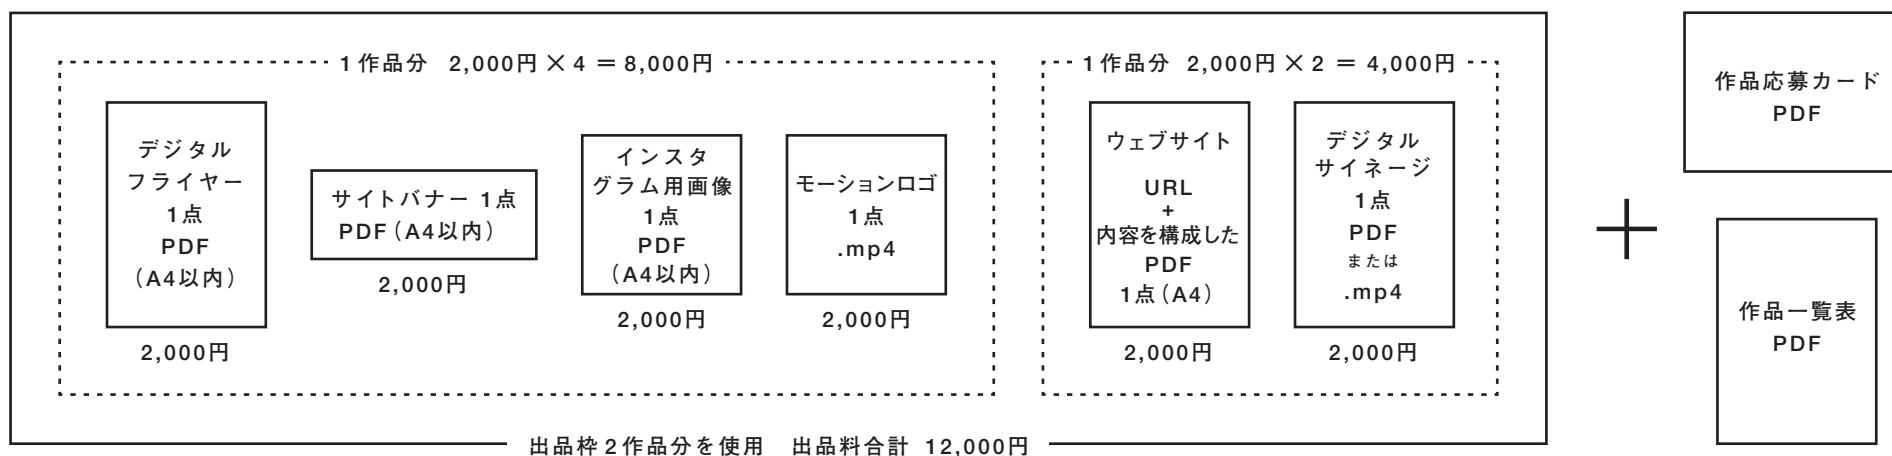 1作品分 2,000円×4＝8,000円
デジタル
フライヤー
1点
PDF
（A4以内）
2,000円
サイトバナー 1点
PDF（A4以内）
2,000円
インスタ
グラム用画像
1点
PDF
（A4以内）
2,000円
モーションロゴ
1点
.mp4
2,000円
1作品分 2,000円×2＝4,000円
ウェブサイト
URL
+
内容を構成した
PDF
1点（A4）
2,000円
デジタル
サイネージ
1点
PDF
または
.mp4
2,000円
出品枠2作品分を使用 出品料合計 12,000円
＋
作品応募カード
PDF
作品一覧表
PDF